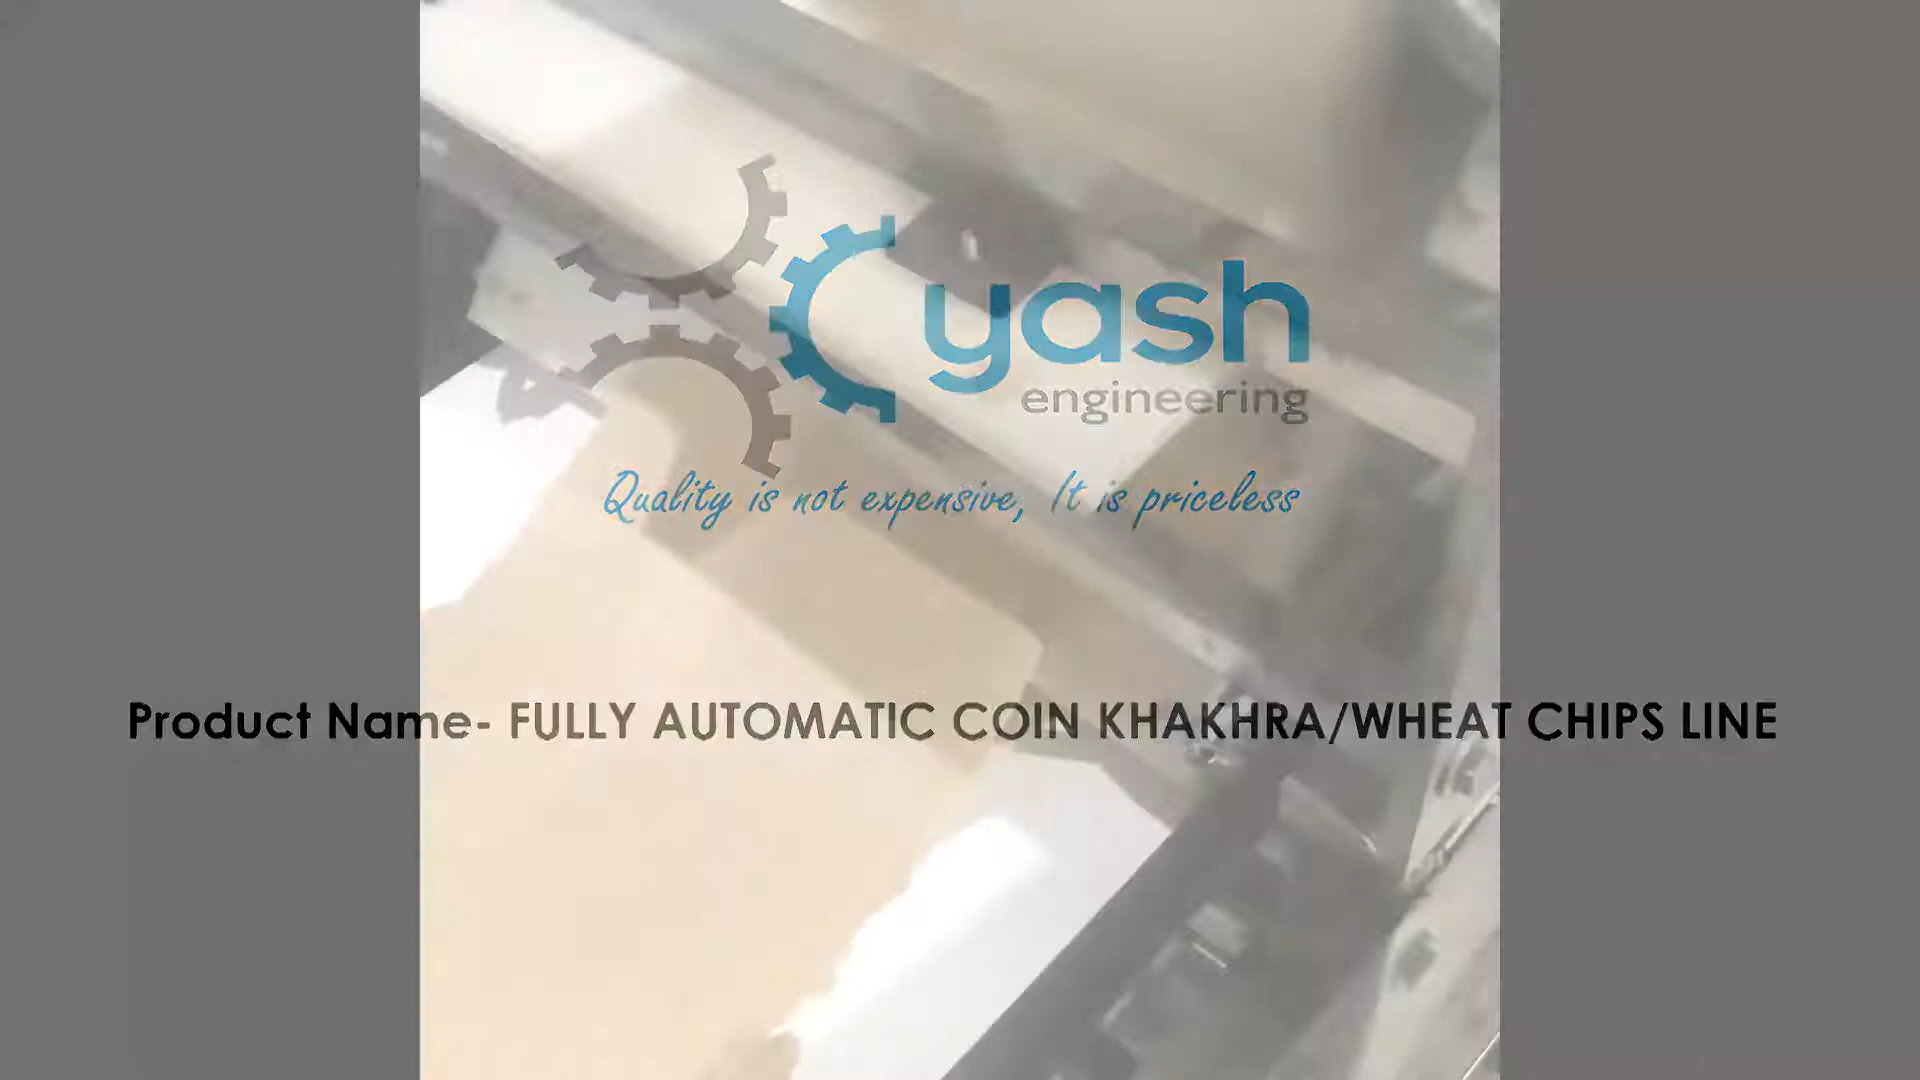 yash
engineering
Quality is not expensive, It is priceless
Product Name- FULLY AUTOMATIC COIN KHAKHRA/WHEAT CHIPS LINE